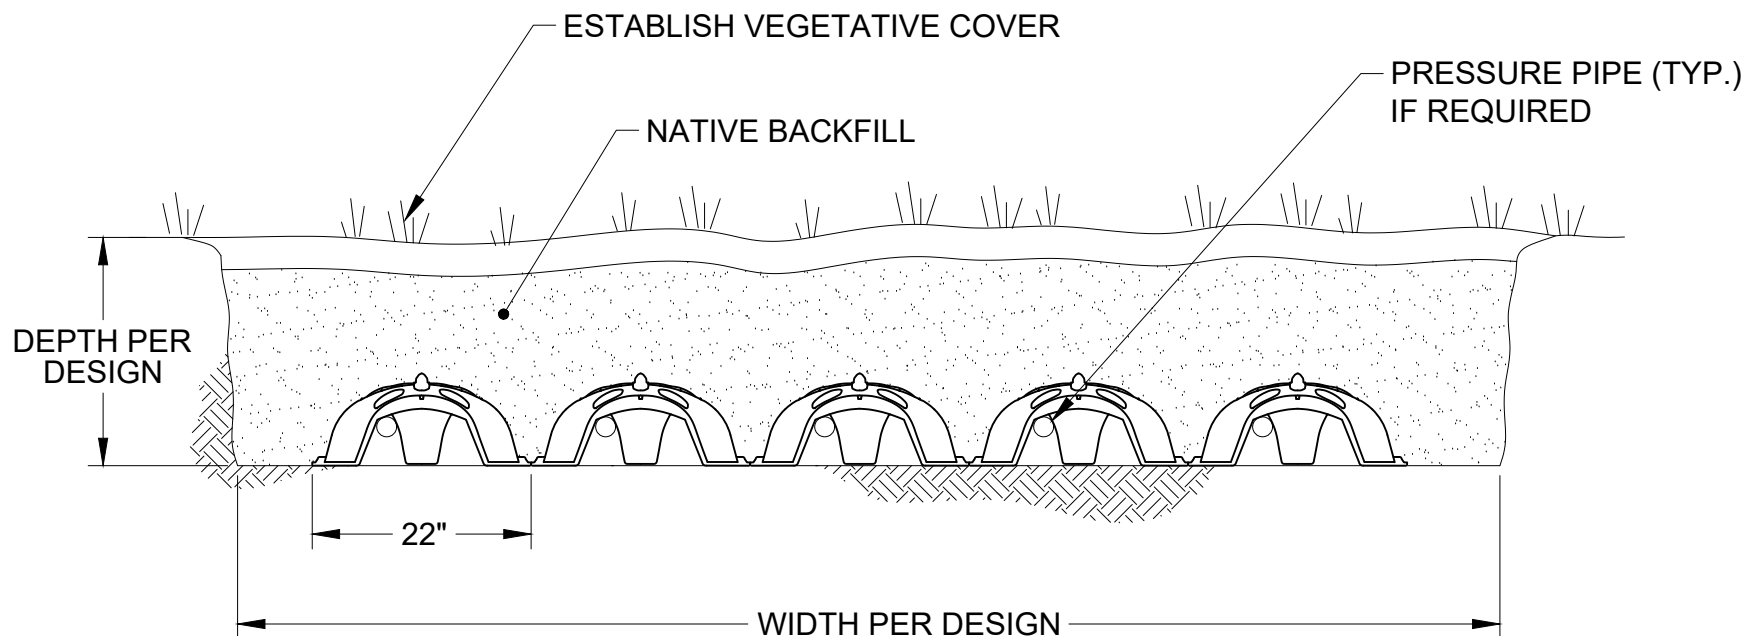 ESTABLISH VEGETATIVE COVER
PRESSURE PIPE (TYP.)
IF REQUIRED
NATIVE BACKFILL
DEPTH PER
DESIGN
22"
WIDTH PER DESIGN